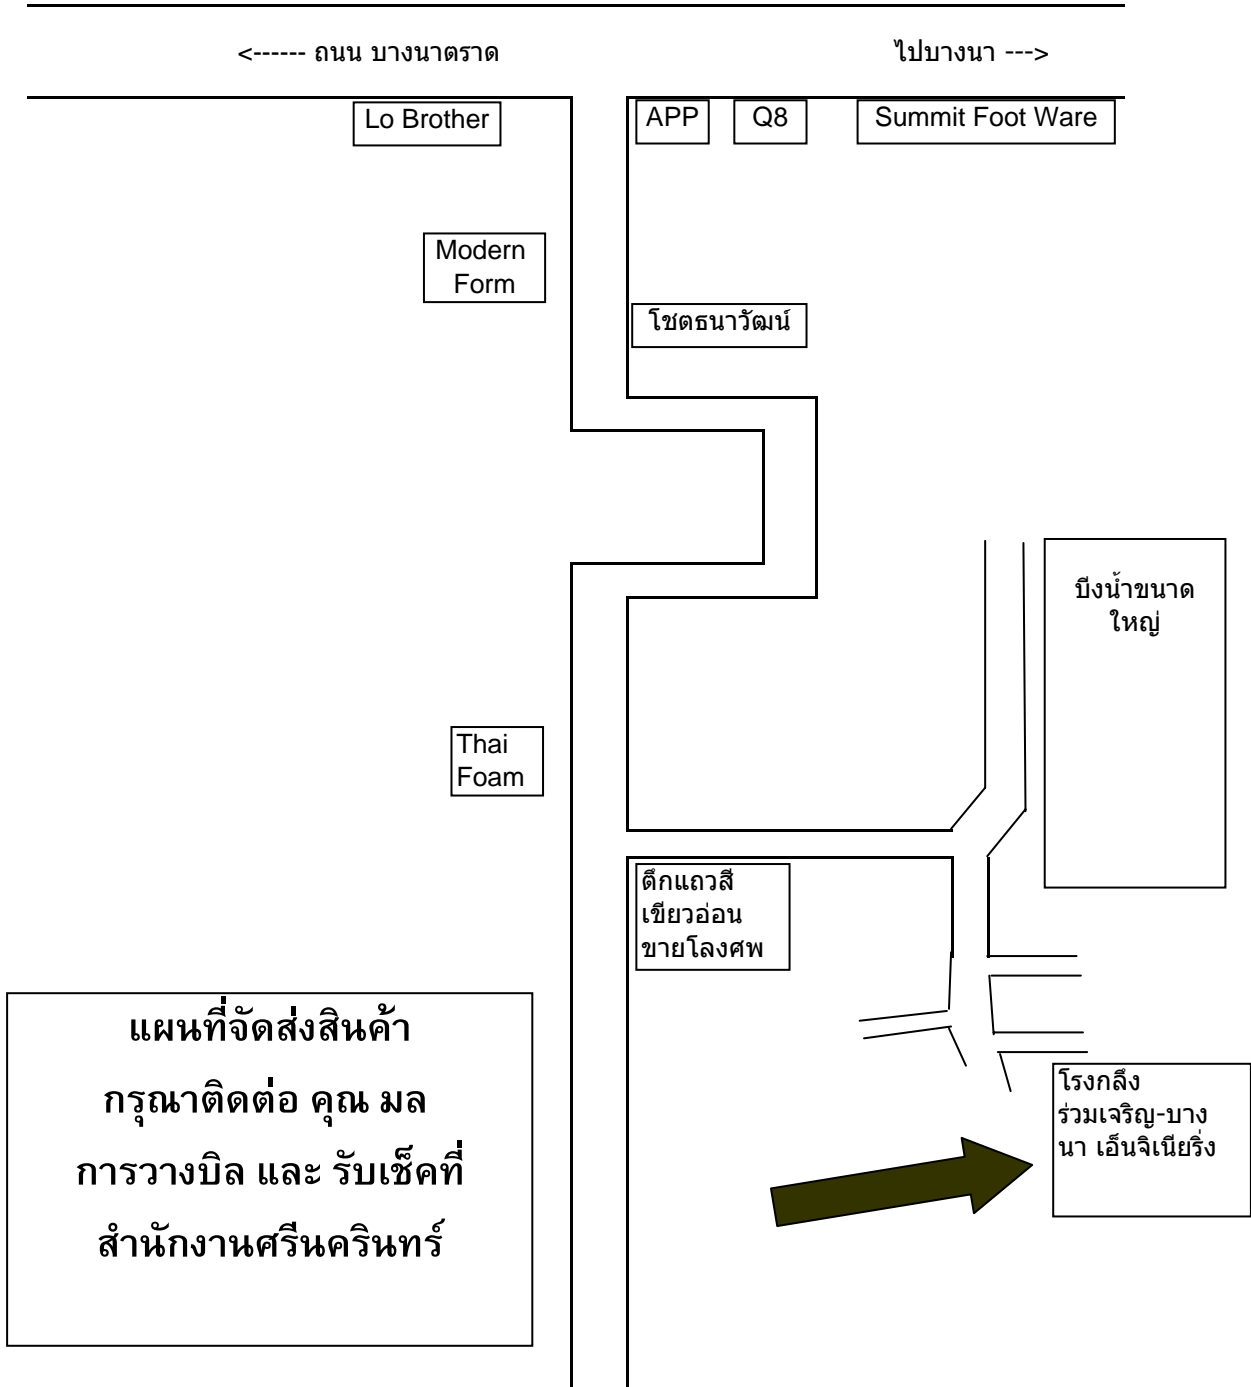 <------ ถนน บางนาตราด
ไปบางนา --->
Lo Brother
APP
Q8
Summit Foot Ware
Modern
Form
โชตธนาวัฒน์
บึงน้ำขนาด
ใหญ่
Thai
Foam
ตึกแถวสี
เขียวอ่อน
ขายโลงศพ
แผนที่จัดส่งสินค้า
กรุณาติดต่อ คุณ มล
การวางบิล และ รับเช็คที่
สำนักงานศรีนครินทร์
โรงกลึง
ร่วมเจริญ-บาง
นา เอ็นจิเนียริ่ง